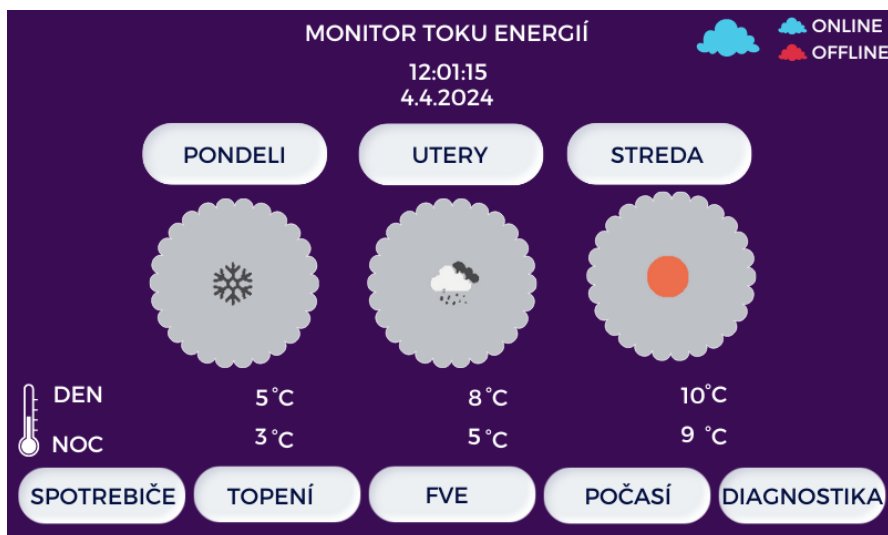 MONITOR TOKU ENERGIÍ
ONLINE
OFFLINE
12:01:15
4.4.2024
PONDELI UTERY STREDA
DEN 5°C 8°C 10°C
NOC 3°C 5°C 9 °C
SPOTREBIČE TOPENÍ FVE POČASÍ DIAGNOSTIKA